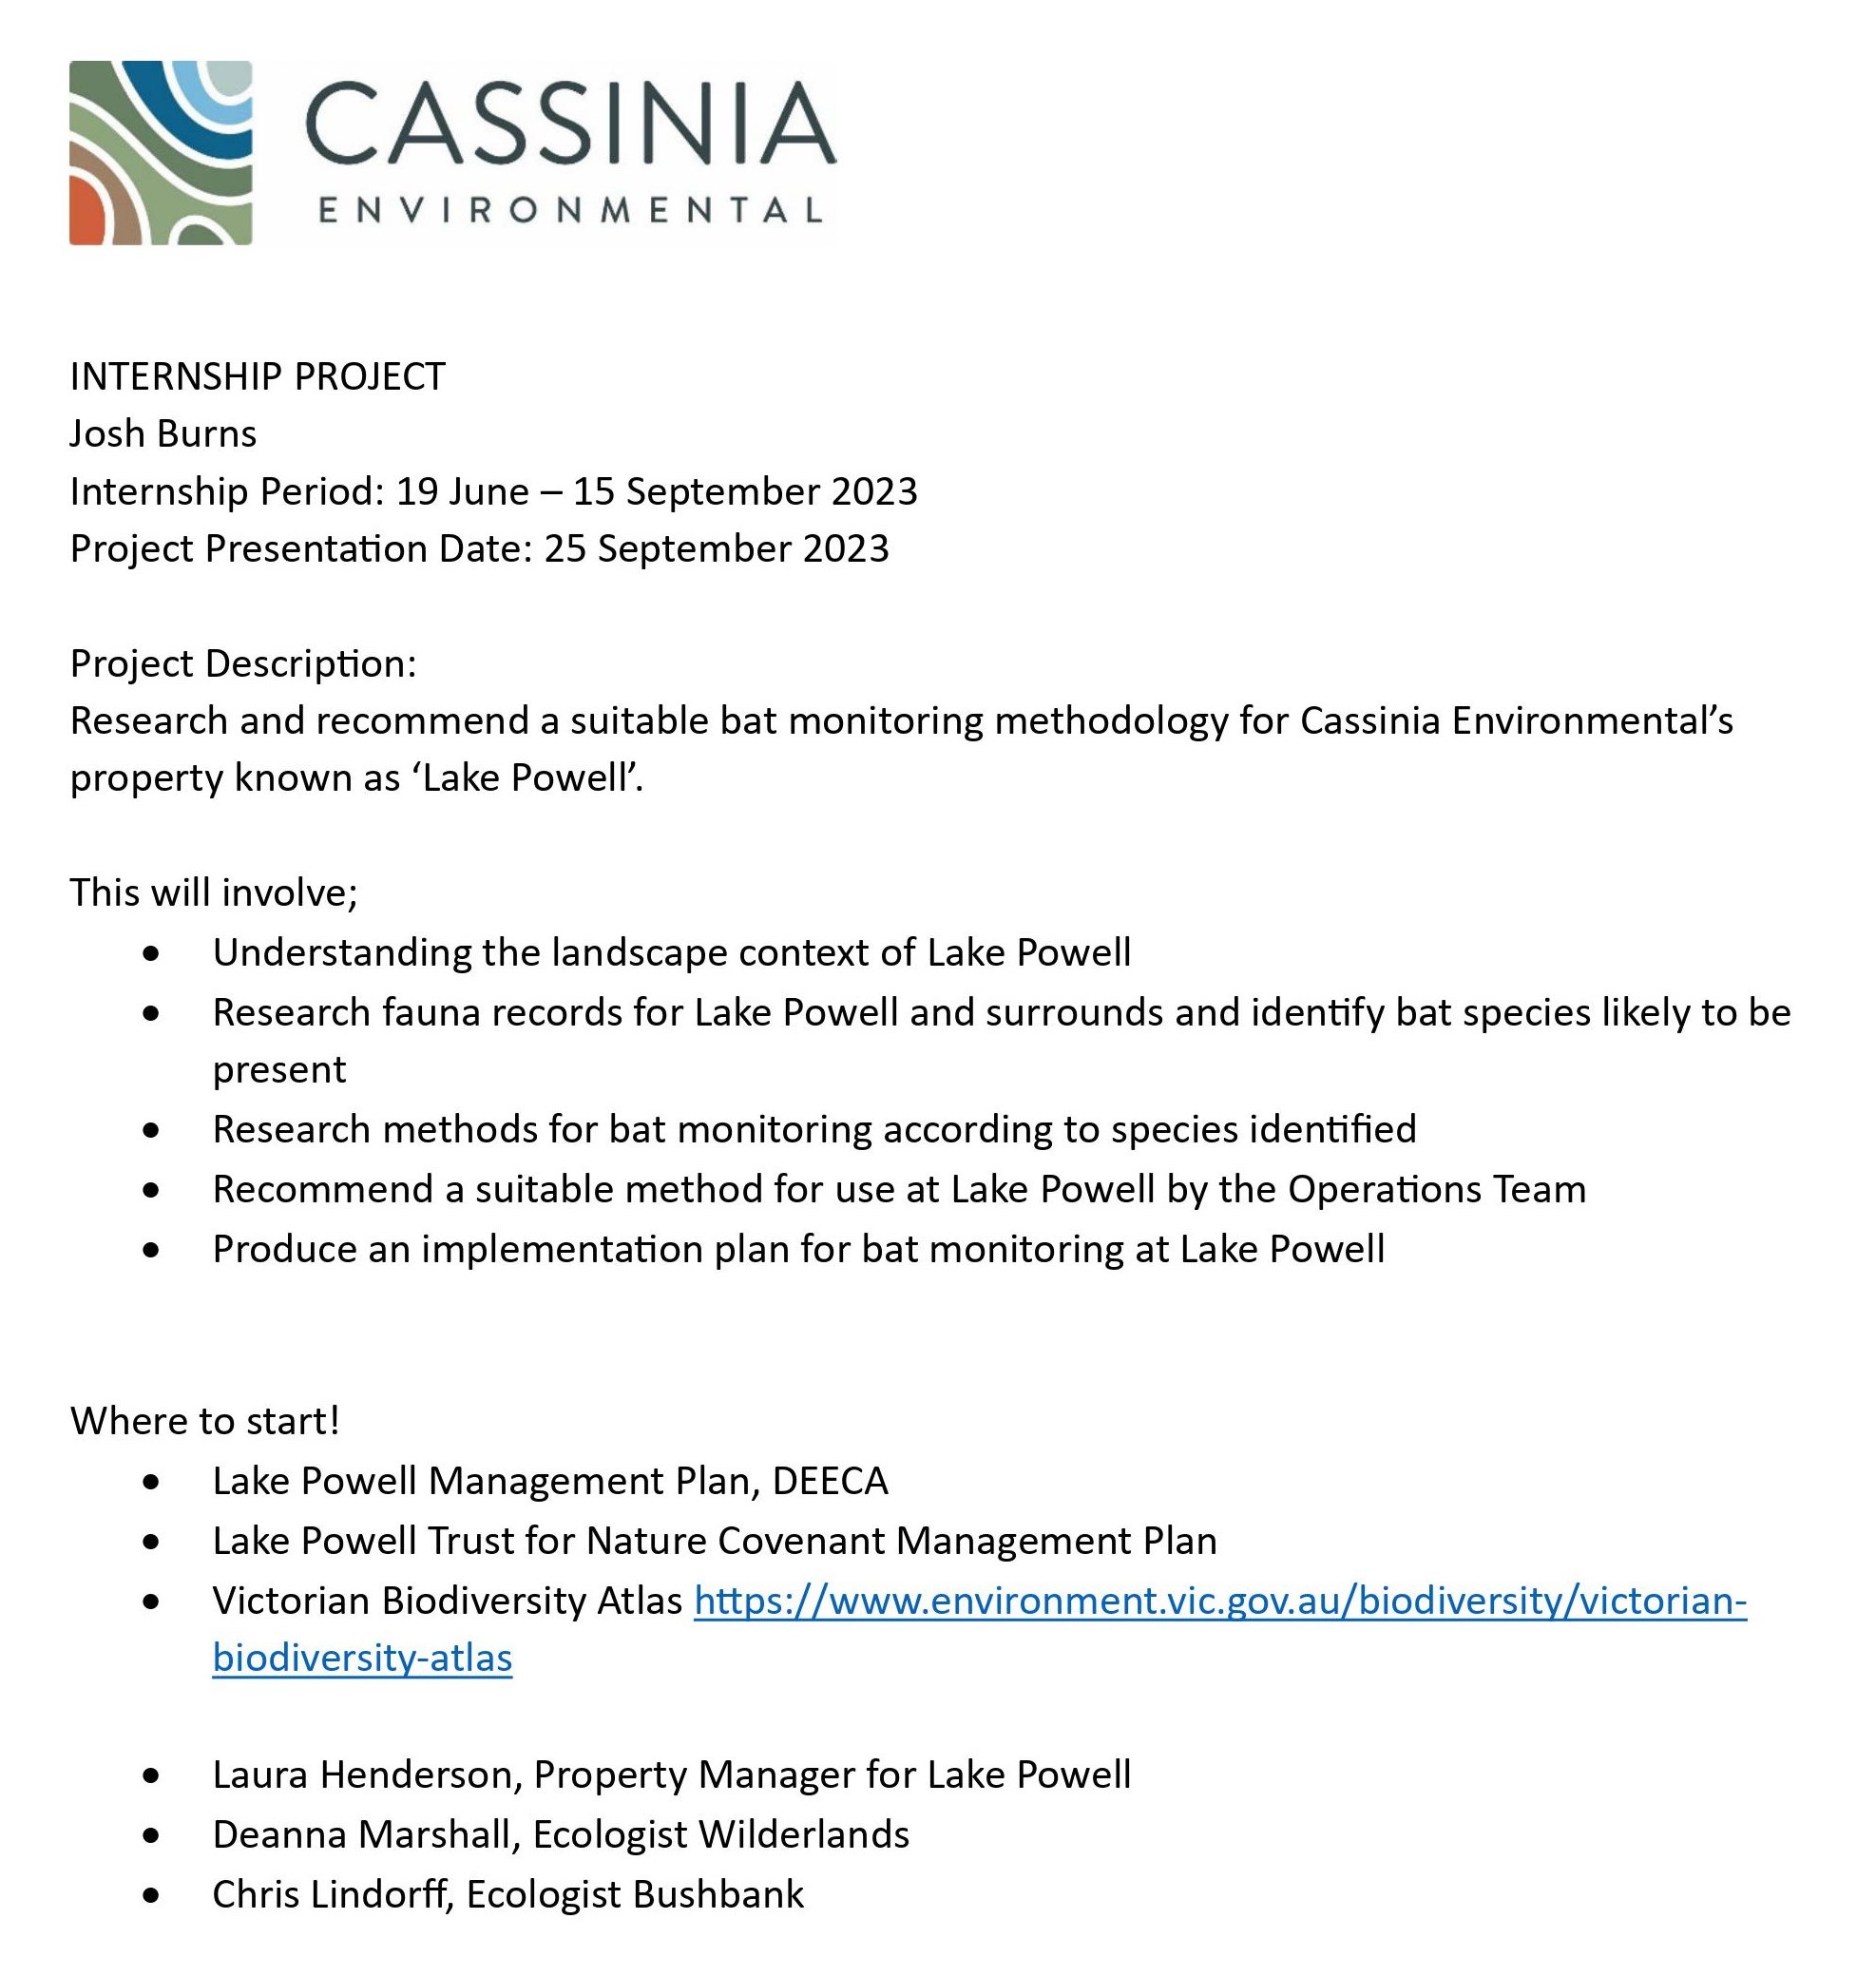 CASSINIA
ENVIRONMENTAL
INTERNSHIP PROJECT
Josh Burns
Internship Period: 19 June – 15 September 2023
Project Presentation Date: 25 September 2023
Project Description:
Research and recommend a suitable bat monitoring methodology for Cassinia Environmental’s
property known as ‘Lake Powell’.
This will involve;
• Understanding the landscape context of Lake Powell
• Research fauna records for Lake Powell and surrounds and identify bat species likely to be
present
• Research methods for bat monitoring according to species identified
• Recommend a suitable method for use at Lake Powell by the Operations Team
• Produce an implementation plan for bat monitoring at Lake Powell
Where to start!
• Lake Powell Management Plan, DEECA
• Lake Powell Trust for Nature Covenant Management Plan
• Victorian Biodiversity Atlas https://www.environment.vic.gov.au/biodiversity/victorian-
biodiversity-atlas
• Laura Henderson, Property Manager for Lake Powell
• Deanna Marshall, Ecologist Wilderlands
• Chris Lindorff, Ecologist Bushbank